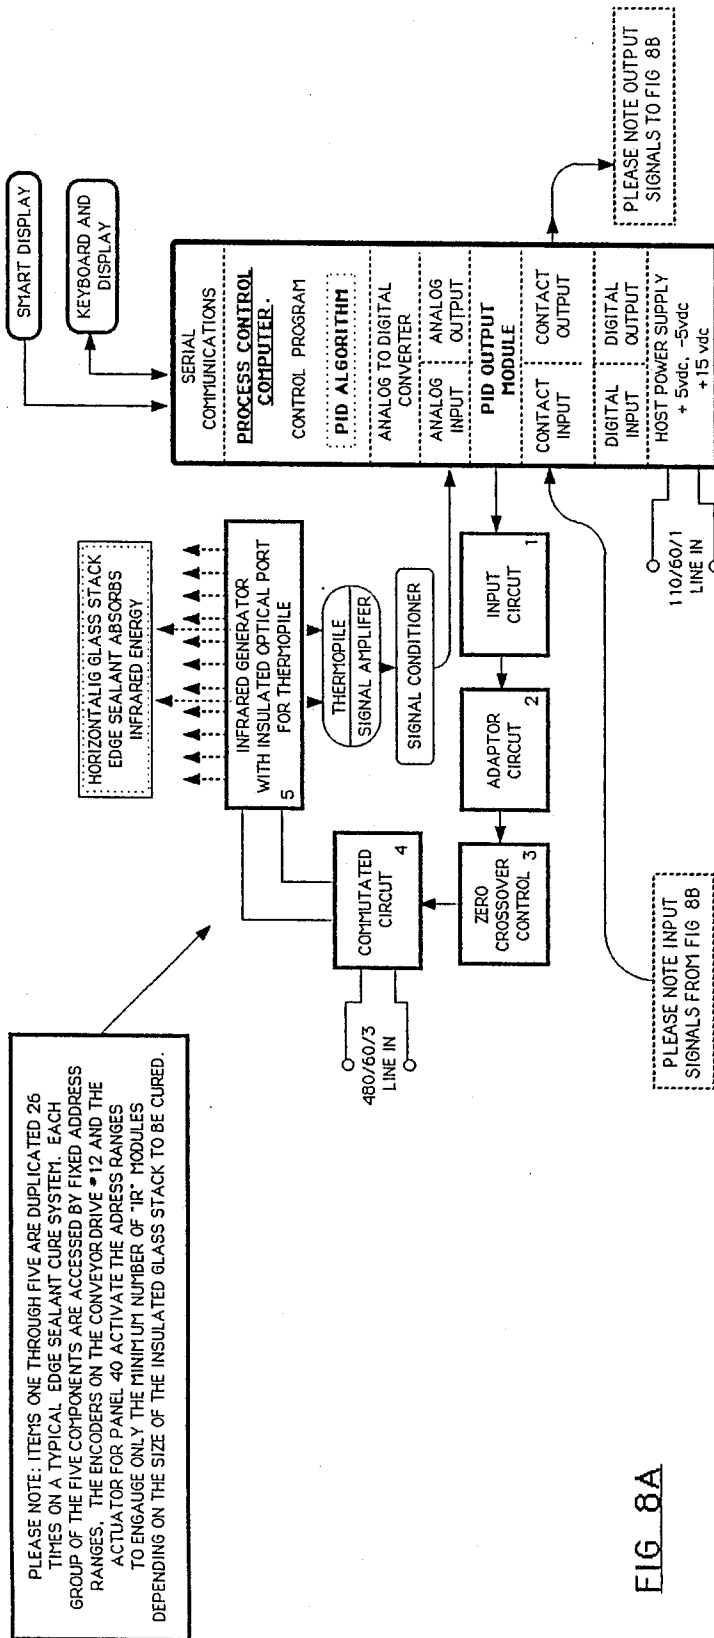 PLEASE NOTE: ITEMS ONE THROUGH FIVE ARE DUPLICATED 26
TIMES ON A TYPICAL EDGE SEALANT CURE SYSTEM. EACH
GROUP OF THE FIVE COMPONENTS ARE ACCESSED BY FIXED ADDRESS
RANGES. THE ENCODERS ON THE CONVEYOR DRIVE #12 AND THE
ACTUATOR FOR PANEL 40 ACTIVATE THE ADRESS RANGES
TO ENGAUGE ONLY THE MINIMUM NUMBER OF "IR" MODULES
DEPENDING ON THE SIZE OF THE INSULATED GLASS STACK TO BE CURED.
HORIZONTALIG GLASS STACK
EDGE SEALANT ABSORBS
INFRARED ENERGY
SMART DISPLAY
KEYBOARD AND
DISPLAY
INFRARED GENERATOR
WITH INSULATED OPTICAL PORT
FOR THERMOPILE
5
THERMOPILE
SIGNAL AMPLIFER
SIGNAL CONDITIONER
480/60/3
LINE IN
COMMUTATED
CIRCUT
4
ZERO
CROSSOVER
CONTROL
3
ADAPTOR
CIRCUT
2
INPUT
CIRCUT
1
SERIAL
COMMUNICATIONS
PROCESS CONTROL
COMPUTER.
CONTROL PROGRAM
PID ALGORITHM
ANALOG TO DIGITAL
CONVERTER
ANALOG
INPUT
ANALOG
OUTPUT
PID OUTPUT
MODULE
CONTACT
INPUT
CONTACT
OUTPUT
DIGITAL
INPUT
DIGITAL
OUTPUT
HOST POWER SUPPLY
+ 5vdc, -5vdc
+15 vdc
110/60/1
LINE IN
PLEASE NOTE INPUT
SIGNALS FROM FIG 8B
PLEASE NOTE OUTPUT
SIGNALS TO FIG 8B
FIG 8A